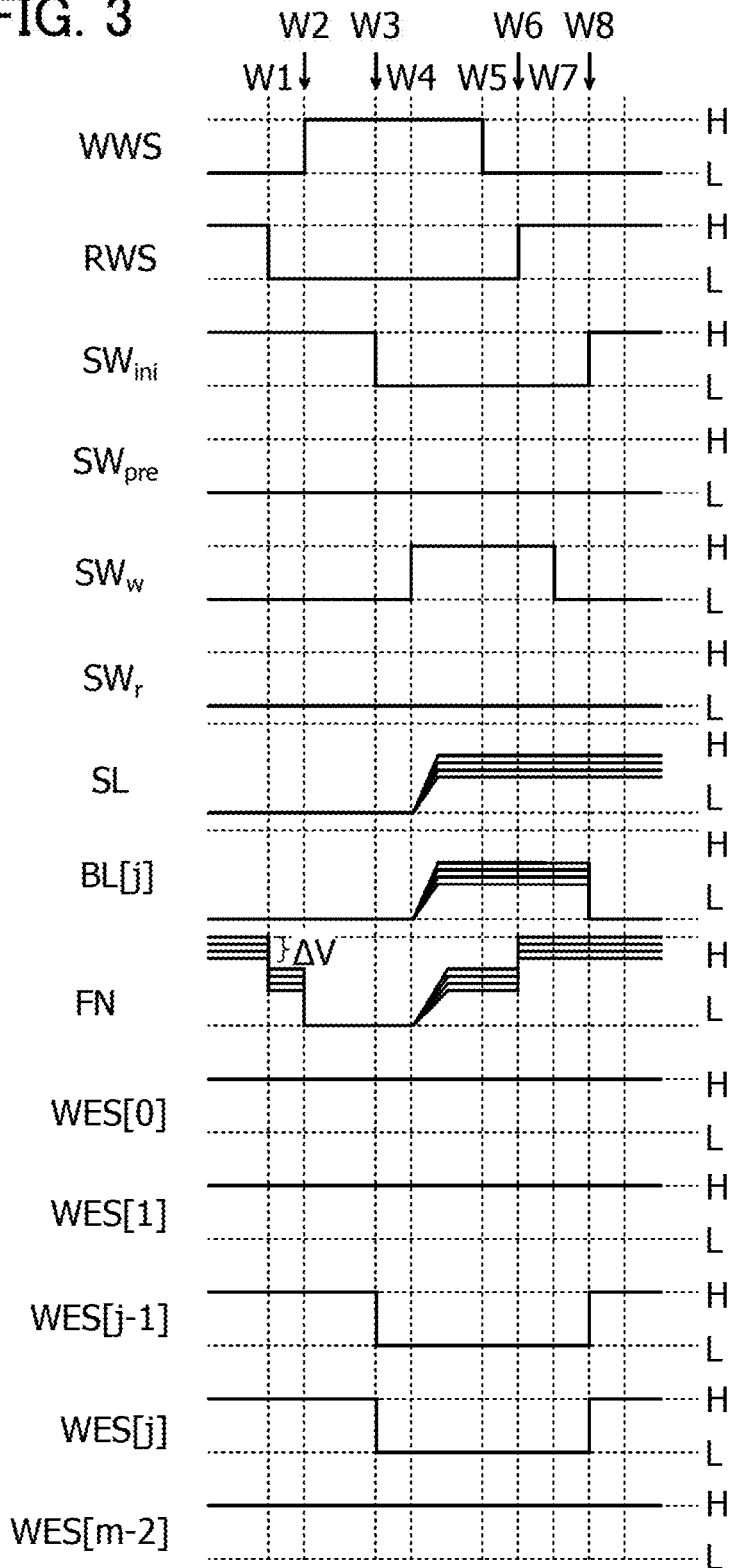 FIG. 3
W2 W3 W6 W8
W1 W4 W5 W7
WWS H
L
RWS H
L
SWini H
L
SWpre H
L
SWw H
L
SWr H
L
SL H
L
BL[j] H
L
ΔV H
FN L
WES[0] H
L
WES[1] H
L
WES[j-1] H
L
WES[j] H
L
WES[m-2] H
L